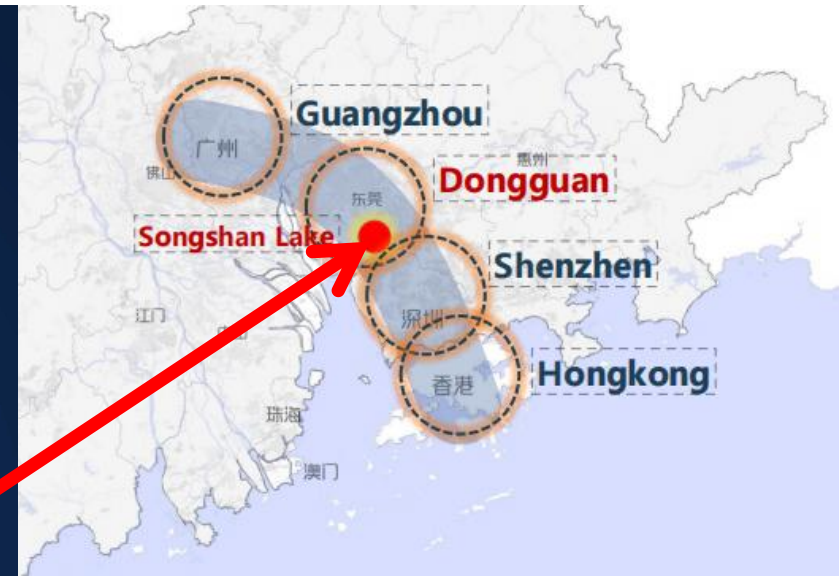 Guangzhou
广州
惠州
佛山
Dongguan
东莞
Songshan Lake
Shenzhen
深圳
江门
Hongkong
香港
珠海
澳门